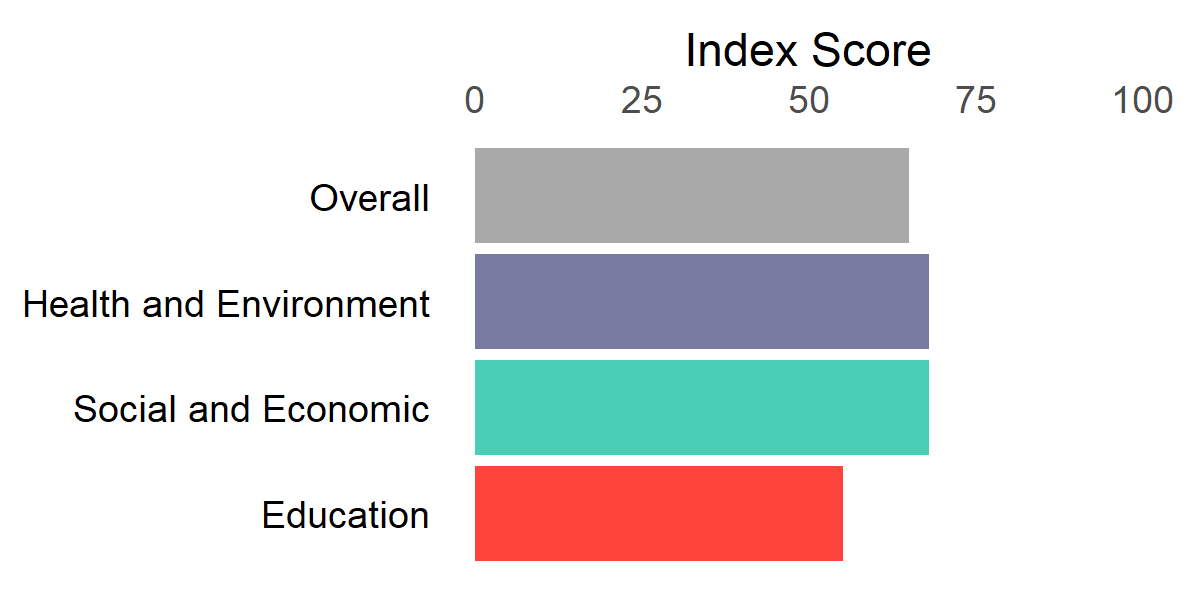 Index Score
0 25 50 75 100
Overall
Health and Environment
Social and Economic
Education